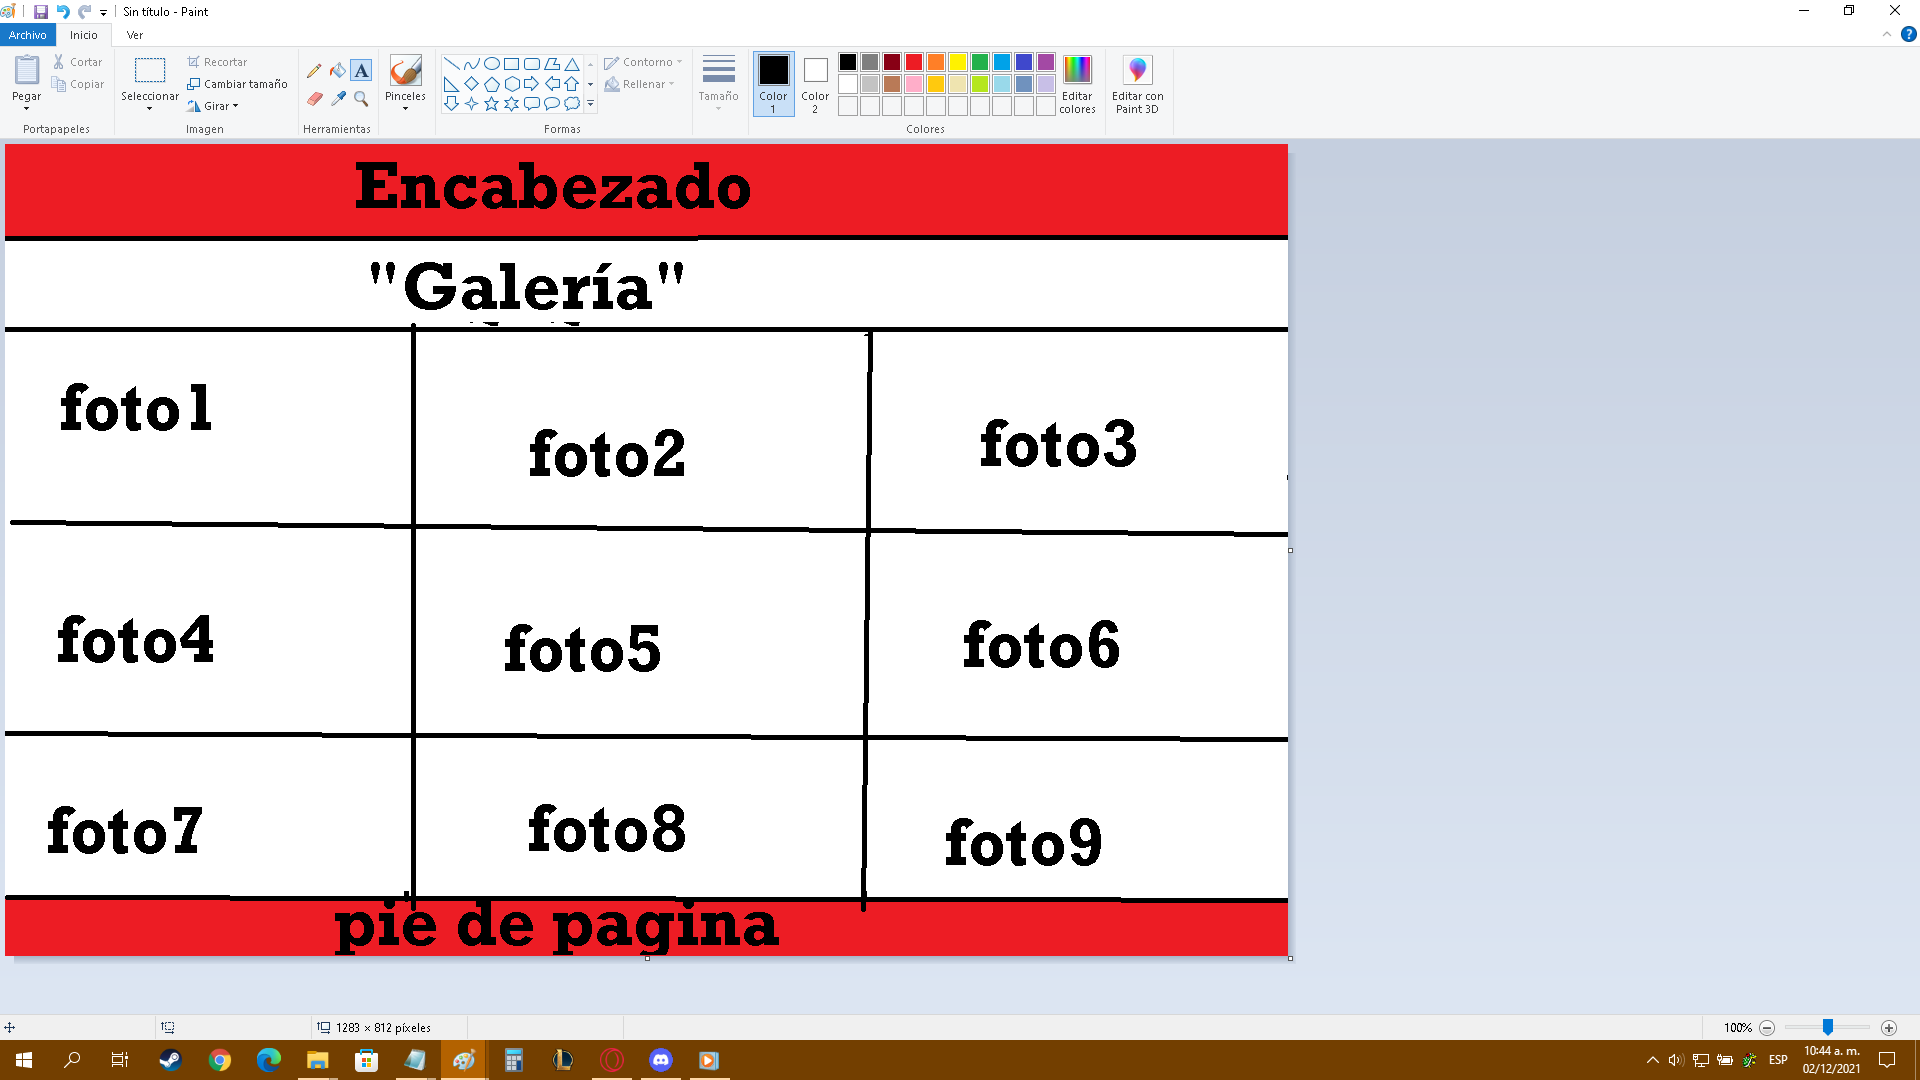 Sin título - Paint
Archivo Inicio Ver
Pegar
Cortar
Copiar
Portapapeles
Seleccionar
Recortar
Cambiar tamaño
Girar
Imagen
A
Herramientas
Pinceles
Contorno
Rellenar
Formas
Tamaño
Color 1
Color 2
Editar colores
Colores
Editar con Paint 3D
Encabezado
"Galería"
foto1 foto2 foto3
foto4 foto5 foto6
foto7 foto8 foto9
pie de pagina
1283 × 812 píxeles
100%
ESP
10:44 a. m.
02/12/2021